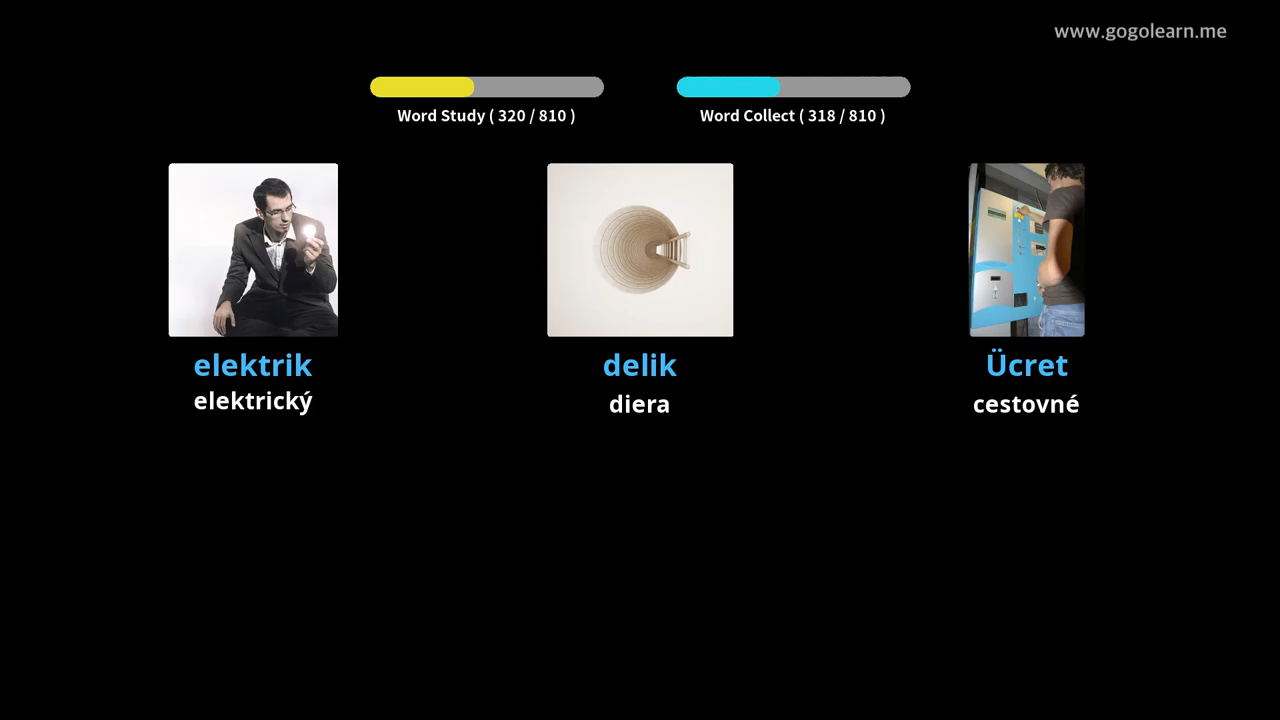 www.gogolearn.me
Word Study ( 320 / 810 )
Word Collect ( 318 / 810 )
elektrik
elektrický
delik
diera
Ücret
cestovné